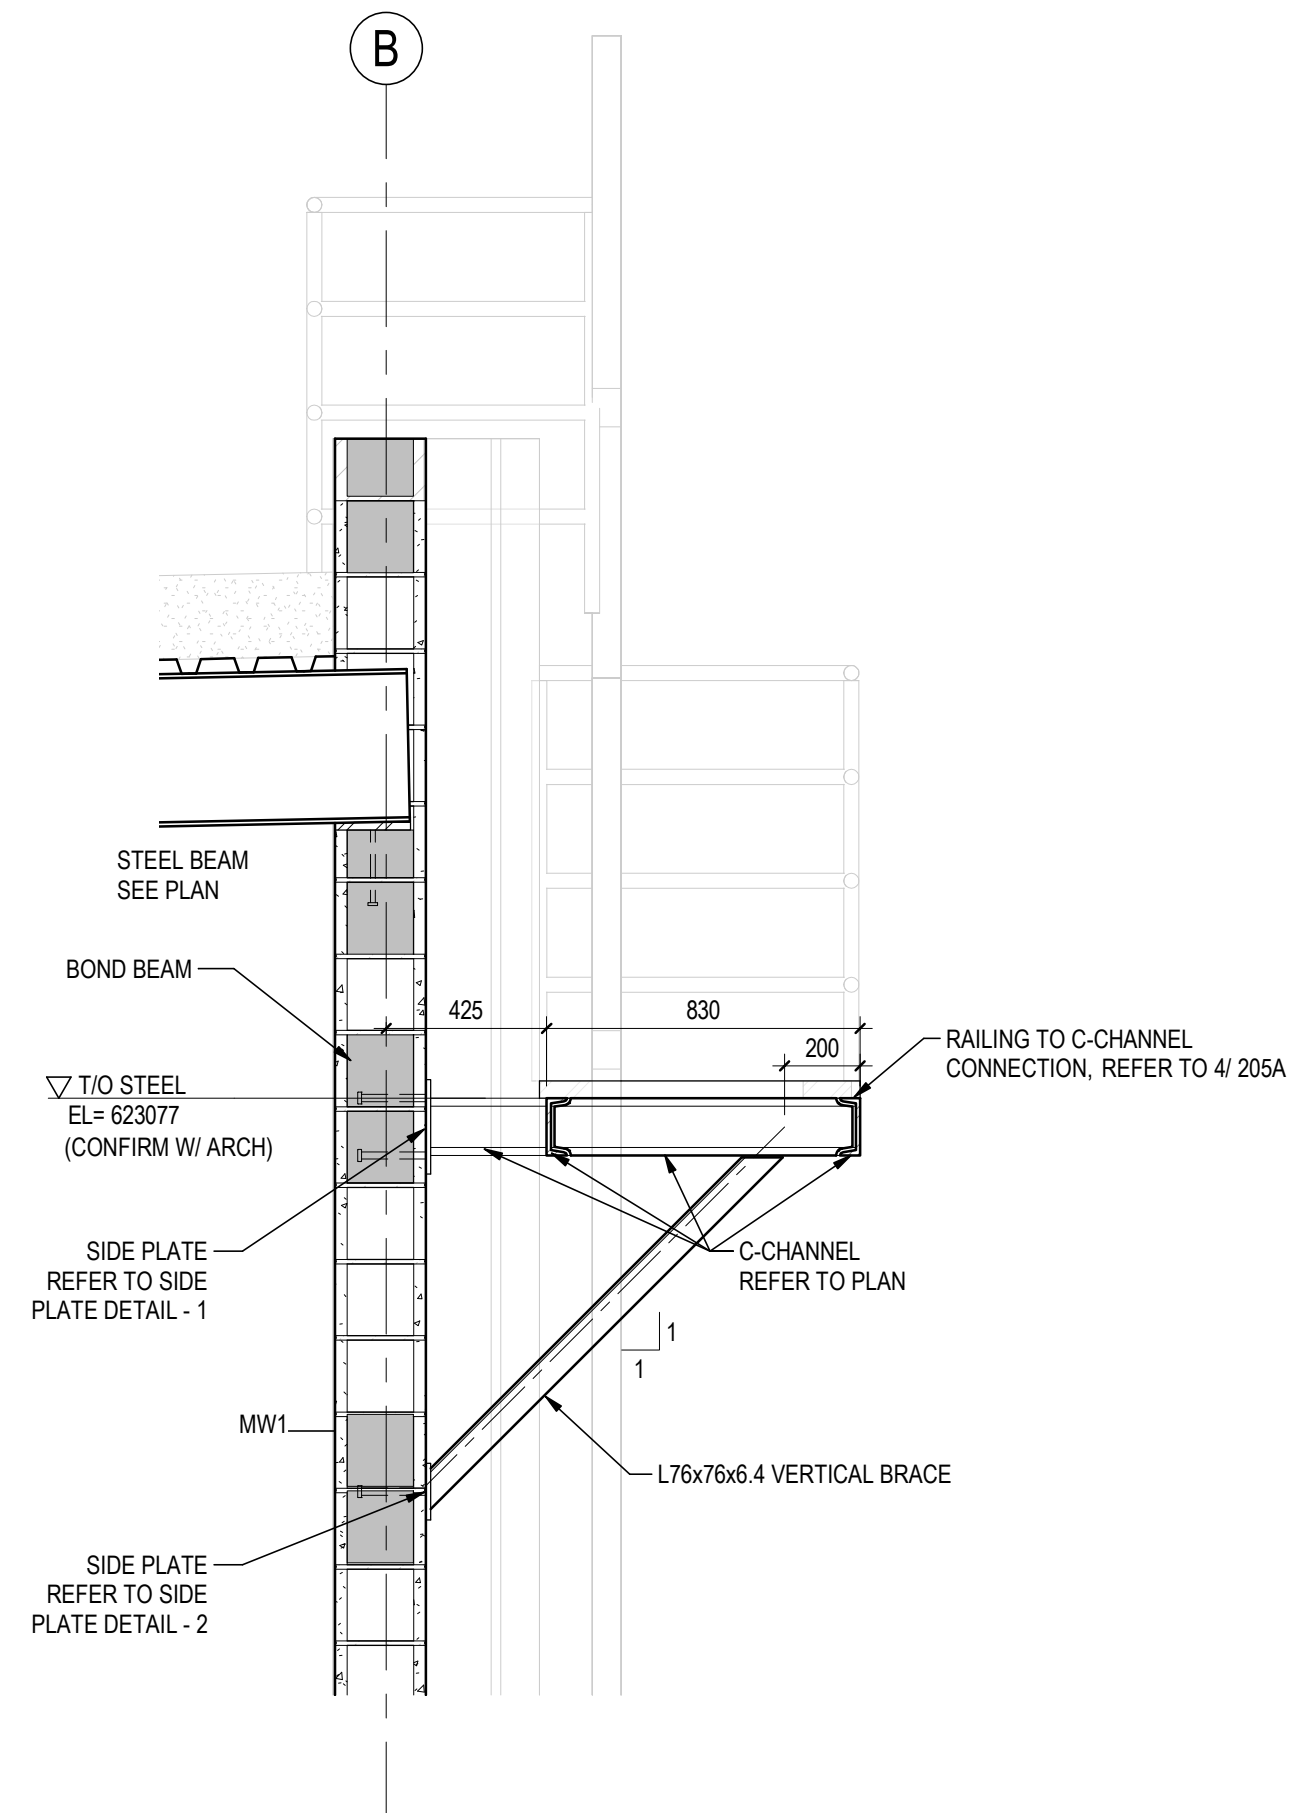 B
STEEL BEAM
SEE PLAN
BOND BEAM
425
830
200
RAILING TO C-CHANNEL
CONNECTION, REFER TO 4/ 205A
T/O STEEL
EL= 623077
(CONFIRM W/ ARCH)
SIDE PLATE
REFER TO SIDE
PLATE DETAIL - 1
C-CHANNEL
REFER TO PLAN
1
1
MW1
L76x76x6.4 VERTICAL BRACE
SIDE PLATE
REFER TO SIDE
PLATE DETAIL - 2